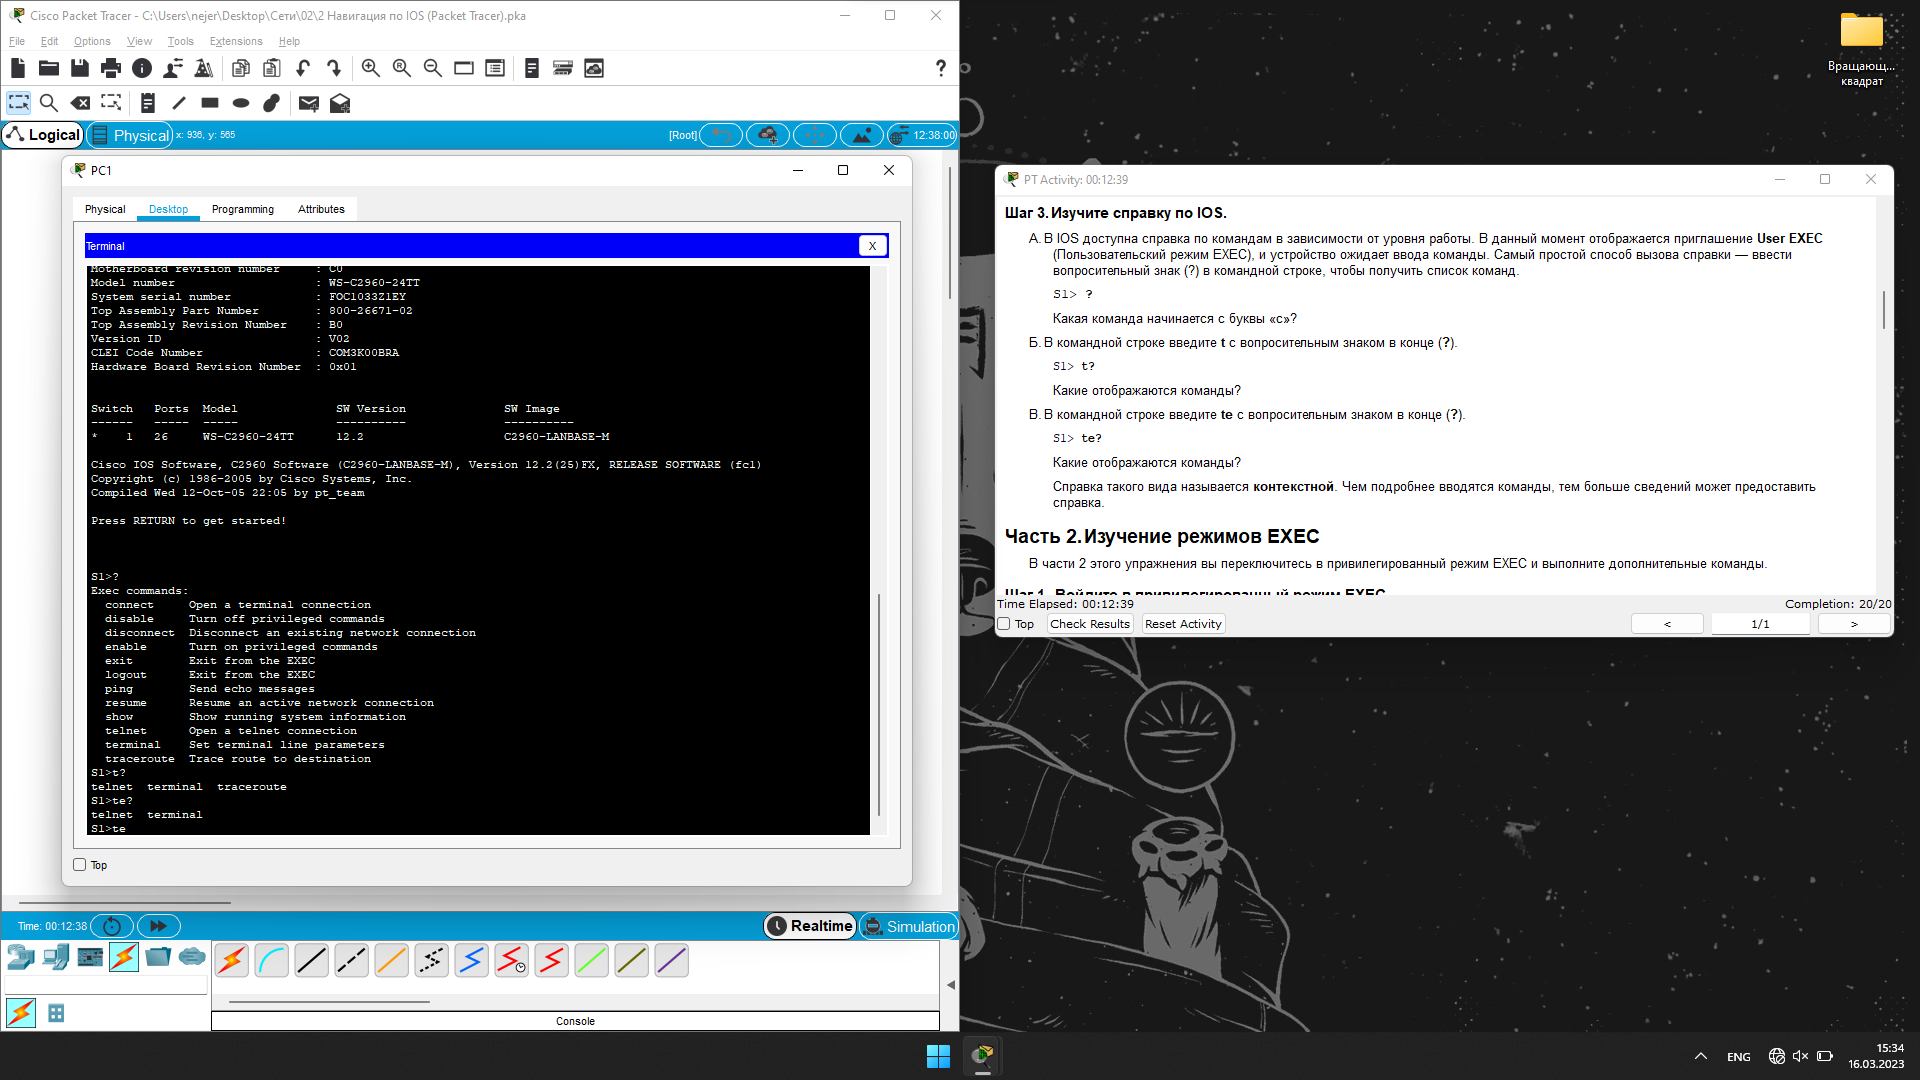 Cisco Packet Tracer - C:\Users\nejer\Desktop\Сети\02\2 Навигация по IOS (Packet Tracer).pka
File Edit Options View Tools Extensions Help
Logical Physical x: 936, y: 565 [Root] 12:38:00
PC1
Physical Desktop Programming Attributes
Terminal X
Motherboard revision number : C0
Model number : WS-C2960-24TT
System serial number : FOC1033Z1EY
Top Assembly Part Number : 800-26671-02
Top Assembly Revision Number : B0
Version ID : V02
CLEI Code Number : COM3K00BRA
Hardware Board Revision Number : 0x01
Switch Ports Model SW Version SW Image
------ ----- ----- ---------- ----------
* 1 26 WS-C2960-24TT 12.2 C2960-LANBASE-M
Cisco IOS Software, C2960 Software (C2960-LANBASE-M), Version 12.2(25)FX, RELEASE SOFTWARE (fc1)
Copyright (c) 1986-2005 by Cisco Systems, Inc.
Compiled Wed 12-Oct-05 22:05 by pt_team
Press RETURN to get started!
S1>?
Exec commands:
connect Open a terminal connection
disable Turn off privileged commands
disconnect Disconnect an existing network connection
enable Turn on privileged commands
exit Exit from the EXEC
logout Exit from the EXEC
ping Send echo messages
resume Resume an active network connection
show Show running system information
telnet Open a telnet connection
terminal Set terminal line parameters
traceroute Trace route to destination
S1>t?
telnet terminal traceroute
S1>te?
telnet terminal
S1>te
Top
Time: 00:12:38 Realtime Simulation
Console
Вращающ...
квадрат
PT Activity: 00:12:39
Шаг 3. Изучите справку по IOS.
А. В IOS доступна справка по командам в зависимости от уровня работы. В данный момент отображается приглашение User EXEC
(Пользовательский режим EXEC), и устройство ожидает ввода команды. Самый простой способ вызова справки — ввести
вопросительный знак (?) в командной строке, чтобы получить список команд.
S1> ?
Какая команда начинается с буквы «с»?
Б. В командной строке введите t с вопросительным знаком в конце (?).
S1> t?
Какие отображаются команды?
В. В командной строке введите te с вопросительным знаком в конце (?).
S1> te?
Какие отображаются команды?
Справка такого вида называется контекстной. Чем подробнее вводятся команды, тем больше сведений может предоставить
справка.
Часть 2. Изучение режимов EXEC
В части 2 этого упражнения вы переключитесь в привилегированный режим EXEC и выполните дополнительные команды.
Шаг 1. Войдите в привилегированный режим EXEC
Time Elapsed: 00:12:39 Completion: 20/20
Top Check Results Reset Activity < 1/1 >
ENG 15:34
16.03.2023